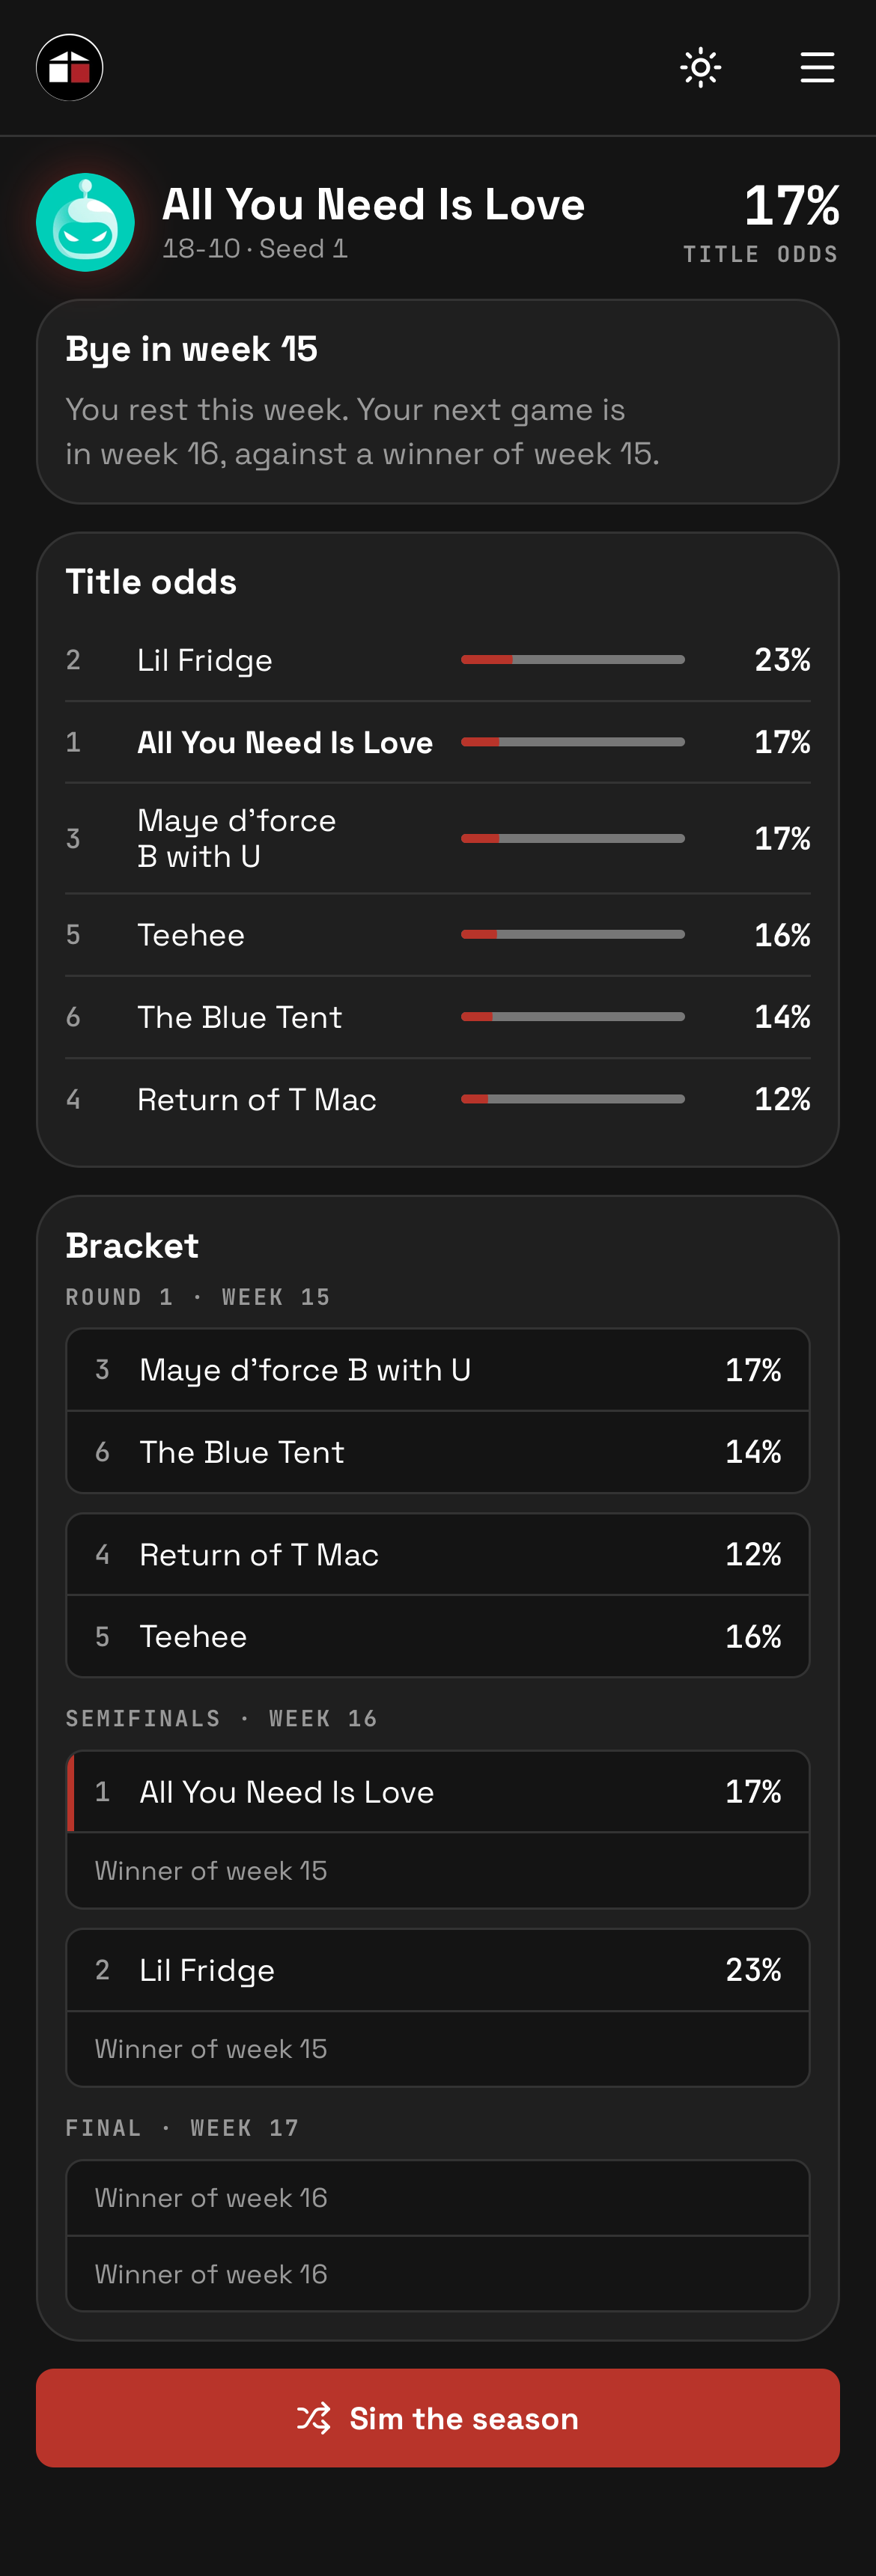 All You Need Is Love
18-10 · Seed 1
17%
TITLE ODDS
Bye in week 15
You rest this week. Your next game is
in week 16, against a winner of week 15.
Title odds
2 Lil Fridge 23%
1 All You Need Is Love 17%
3 Maye d’force
B with U 17%
5 Teehee 16%
6 The Blue Tent 14%
4 Return of T Mac 12%
Bracket
ROUND 1 · WEEK 15
3 Maye d’force B with U 17%
6 The Blue Tent 14%
4 Return of T Mac 12%
5 Teehee 16%
SEMIFINALS · WEEK 16
1 All You Need Is Love 17%
Winner of week 15
2 Lil Fridge 23%
Winner of week 15
FINAL · WEEK 17
Winner of week 16
Winner of week 16
Sim the season